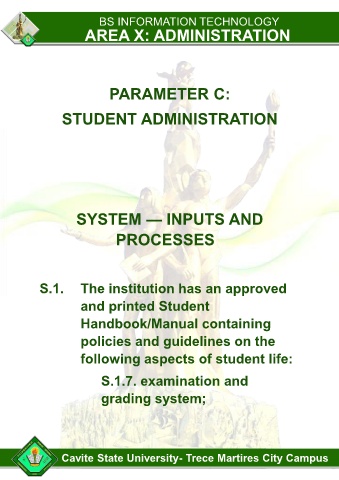 BS INFORMATION TECHNOLOGY
AREA X: ADMINISTRATION
PARAMETER C:
STUDENT ADMINISTRATION
SYSTEM — INPUTS AND
PROCESSES
S.1. The institution has an approved
and printed Student
Handbook/Manual containing
policies and guidelines on the
following aspects of student life:
S.1.7. examination and
grading system;
Cavite State University- Trece Martires City Campus